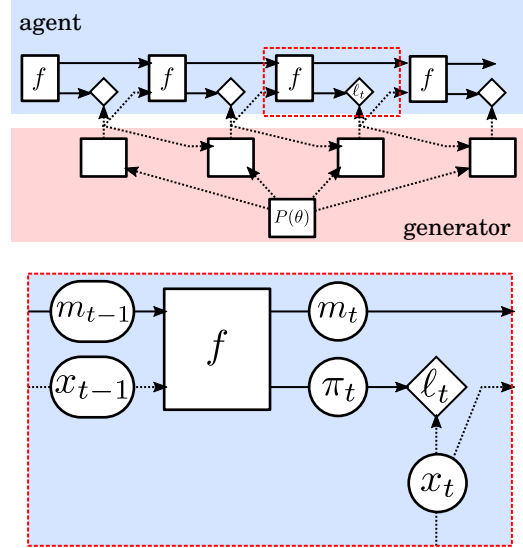 agent
f f f f
ℓₜ
P(θ)
generator
mₜ₋₁ f mₜ
xₜ₋₁ πₜ ℓₜ
xₜ